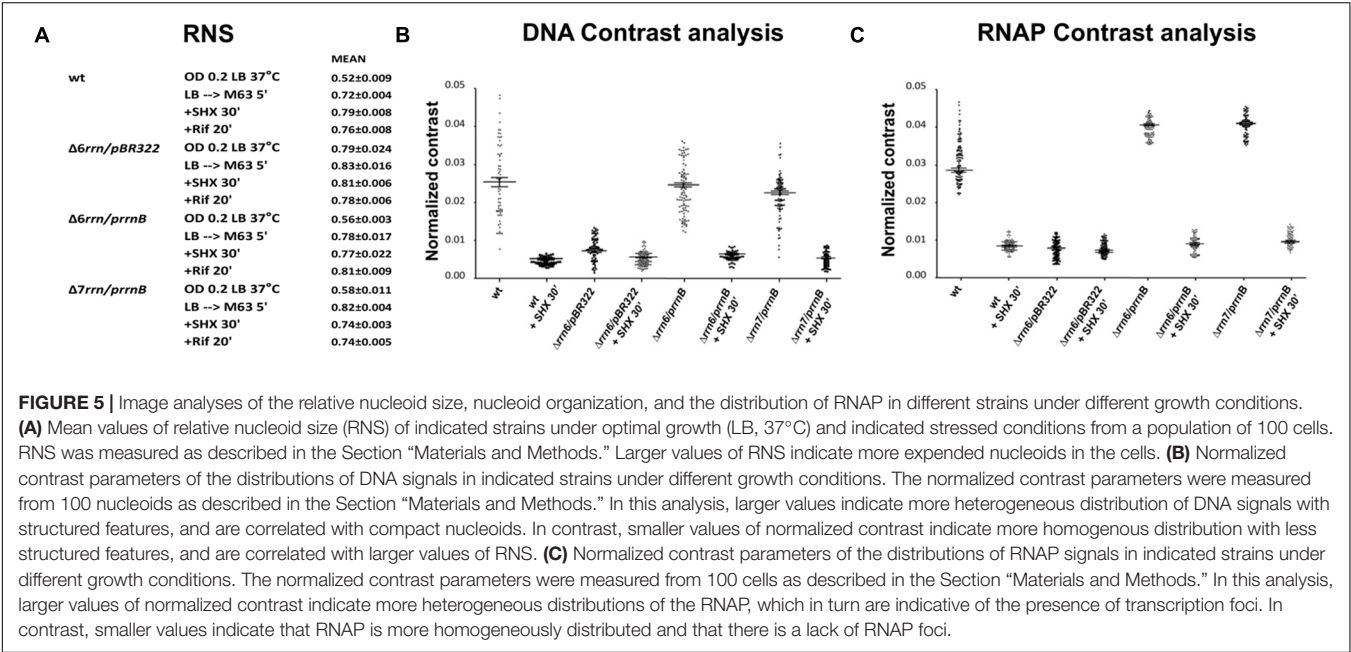 A RNS
MEAN
wt OD 0.2 LB 37°C 0.52±0.009
LB --> M63 5' 0.72±0.004
+SHX 30' 0.79±0.008
+Rif 20' 0.76±0.008
Δ6rrn/pBR322 OD 0.2 LB 37°C 0.79±0.024
LB --> M63 5' 0.83±0.016
+SHX 30' 0.81±0.006
+Rif 20' 0.78±0.006
Δ6rrn/prrnB OD 0.2 LB 37°C 0.56±0.003
LB --> M63 5' 0.78±0.017
+SHX 30' 0.77±0.022
+Rif 20' 0.81±0.009
Δ7rrn/prrnB OD 0.2 LB 37°C 0.58±0.011
LB --> M63 5' 0.82±0.004
+SHX 30' 0.74±0.003
+Rif 20' 0.74±0.005
B DNA Contrast analysis
Normalized contrast
0.05
0.04
0.03
0.02
0.01
0.00
wt
wt
+ SHX 30'
Δrrn6/pBR322
Δrrn6/pBR322
+ SHX 30'
Δrrn6/prrnB
Δrrn6/prrnB
+ SHX 30'
Δrrn7/prrnB
Δrrn7/prrnB
+ SHX 30'
C RNAP Contrast analysis
Normalized contrast
0.05
0.04
0.03
0.02
0.01
0.00
wt
wt
+ SHX 30'
Δrrn6/pBR322
Δrrn6/pBR322
+ SHX 30'
Δrrn6/prrnB
Δrrn6/prrnB
+ SHX 30'
Δrrn7/prrnB
Δrrn7/prrnB
+ SHX 30'
FIGURE 5 | Image analyses of the relative nucleoid size, nucleoid organization, and the distribution of RNAP in different strains under different growth conditions.
(A) Mean values of relative nucleoid size (RNS) of indicated strains under optimal growth (LB, 37°C) and indicated stressed conditions from a population of 100 cells.
RNS was measured as described in the Section “Materials and Methods.” Larger values of RNS indicate more expended nucleoids in the cells. (B) Normalized
contrast parameters of the distributions of DNA signals in indicated strains under different growth conditions. The normalized contrast parameters were measured
from 100 nucleoids as described in the Section “Materials and Methods.” In this analysis, larger values indicate more heterogeneous distribution of DNA signals with
structured features, and are correlated with compact nucleoids. In contrast, smaller values of normalized contrast indicate more homogenous distribution with less
structured features, and are correlated with larger values of RNS. (C) Normalized contrast parameters of the distributions of RNAP signals in indicated strains under
different growth conditions. The normalized contrast parameters were measured from 100 cells as described in the Section “Materials and Methods.” In this analysis,
larger values of normalized contrast indicate more heterogeneous distributions of the RNAP, which in turn are indicative of the presence of transcription foci. In
contrast, smaller values indicate that RNAP is more homogeneously distributed and that there is a lack of RNAP foci.